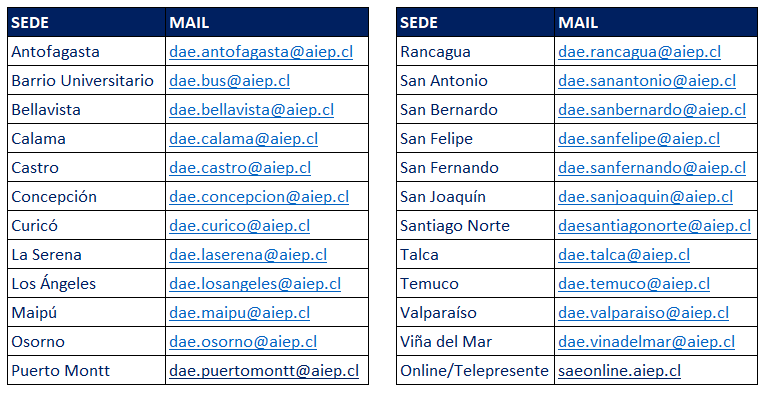 SEDE MAIL
Antofagasta dae.antofagasta@aiep.cl
Barrio Universitario dae.bus@aiep.cl
Bellavista dae.bellavista@aiep.cl
Calama dae.calama@aiep.cl
Castro dae.castro@aiep.cl
Concepción dae.concepcion@aiep.cl
Curicó dae.curico@aiep.cl
La Serena dae.laserena@aiep.cl
Los Ángeles dae.losangeles@aiep.cl
Maipú dae.maipu@aiep.cl
Osorno dae.osorno@aiep.cl
Puerto Montt dae.puertomontt@aiep.cl
SEDE MAIL
Rancagua dae.rancagua@aiep.cl
San Antonio dae.sanantonio@aiep.cl
San Bernardo dae.sanbernardo@aiep.cl
San Felipe dae.sanfelipe@aiep.cl
San Fernando dae.sanfernando@aiep.cl
San Joaquín dae.sanjoaquin@aiep.cl
Santiago Norte daesantiagonorte@aiep.cl
Talca dae.talca@aiep.cl
Temuco dae.temuco@aiep.cl
Valparaíso dae.valparaiso@aiep.cl
Viña del Mar dae.vinadelmar@aiep.cl
Online/Telepresente saeonline.aiep.cl